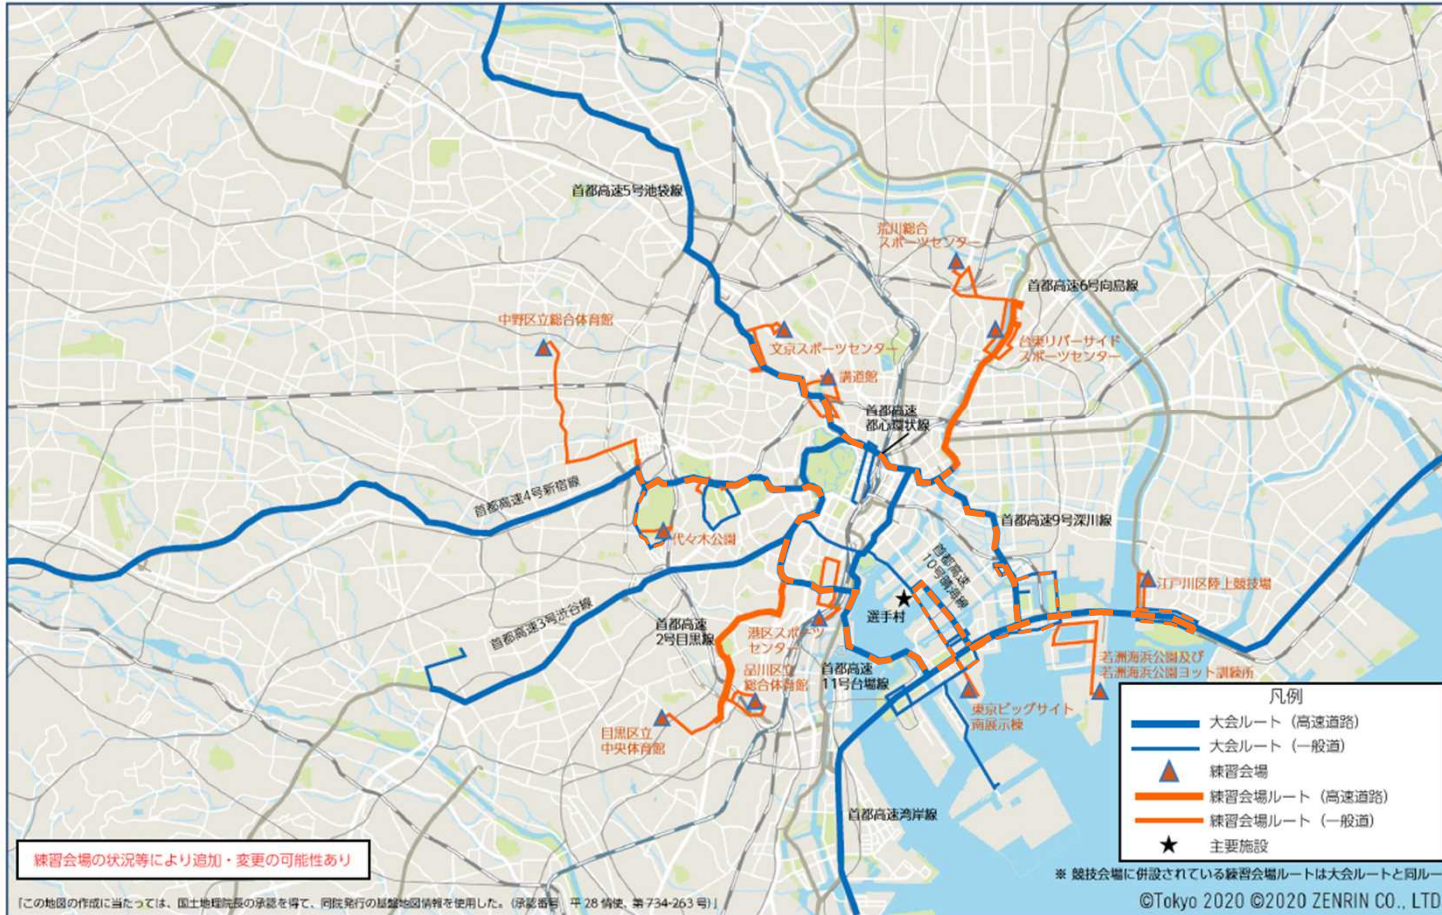 首都高速5号池袋線
荒川総合
スポーツセンター
首都高速6号向島線
中野区立総合体育館
文京スポーツセンター
台東リバーサイド
スポーツセンター
講道館
首都高速
都心環状線
首都高速4号新宿線
首都高速9号深川線
代々木公園
首都高速
10号晴海線
江戸川区陸上競技場
選手村
首都高速3号渋谷線
首都高速
2号目黒線
港区スポーツ
センター
品川区立
総合体育館
首都高速
11号台場線
若洲海浜公園及び
若洲海浜公園ヨット訓練所
目黒区立
中央体育館
東京ビッグサイト
南展示棟
首都高速湾岸線
凡例
大会ルート（高速道路）
大会ルート（一般道）
練習会場
練習会場ルート（高速道路）
練習会場ルート（一般道）
主要施設
練習会場の状況等により追加・変更の可能性あり
※ 競技会場に併設されている練習会場ルートは大会ルートと同ルー
「この地図の作成に当たっては、国土地理院長の承認を得て、同院発行の基盤地図情報を使用した。（承認番号　平 28 情使、第 734-263 号）」
©Tokyo 2020 ©2020 ZENRIN CO., LTD